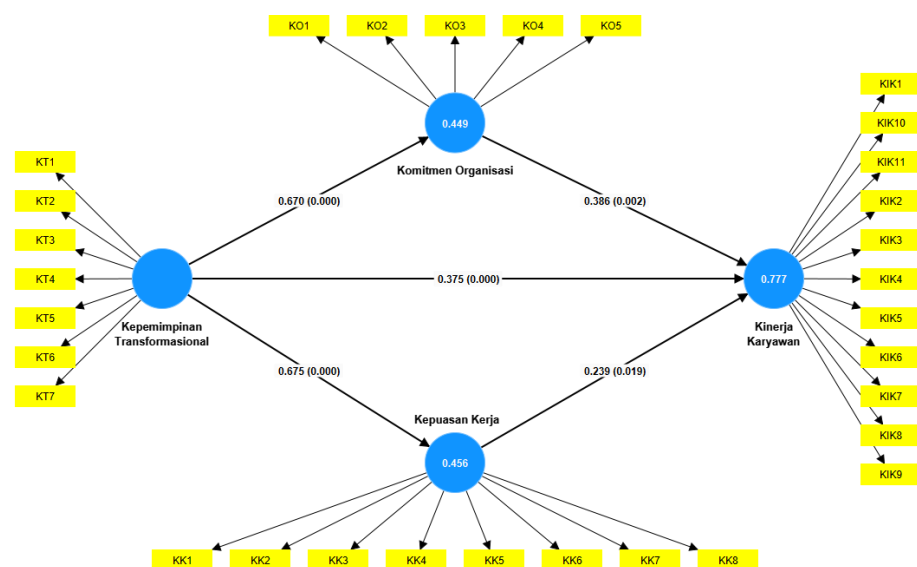 KO1
KO2
KO3
KO4
KO5
0.449
Komitmen Organisasi
KT1
KT2
KT3
KT4
KT5
KT6
KT7
Kepemimpinan
Transformasional
0.670 (0.000)
0.386 (0.002)
0.375 (0.000)
0.675 (0.000)
0.239 (0.019)
KIK1
KIK10
KIK11
KIK2
KIK3
KIK4
KIK5
KIK6
KIK7
KIK8
KIK9
0.777
Kinerja
Karyawan
Kepuasan Kerja
0.456
KK1
KK2
KK3
KK4
KK5
KK6
KK7
KK8